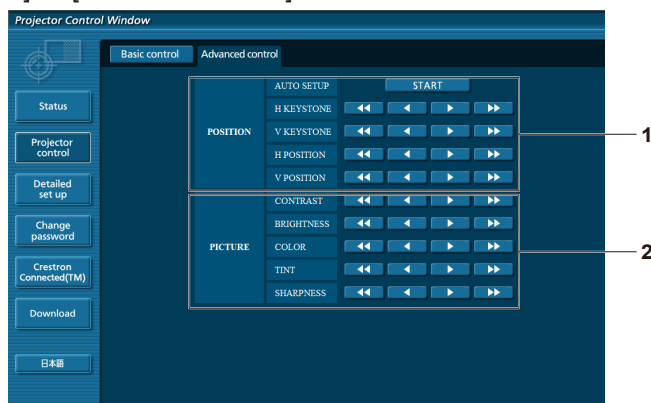 Projector Control Window
Basic control Advanced control
Status
Projector
control
Detailed
set up
Change
password
Crestron
Connected(TM)
Download
日本語
POSITION
AUTO SETUP START
H KEYSTONE
V KEYSTONE
H POSITION
V POSITION
PICTURE
CONTRAST
BRIGHTNESS
COLOR
TINT
SHARPNESS
1
2